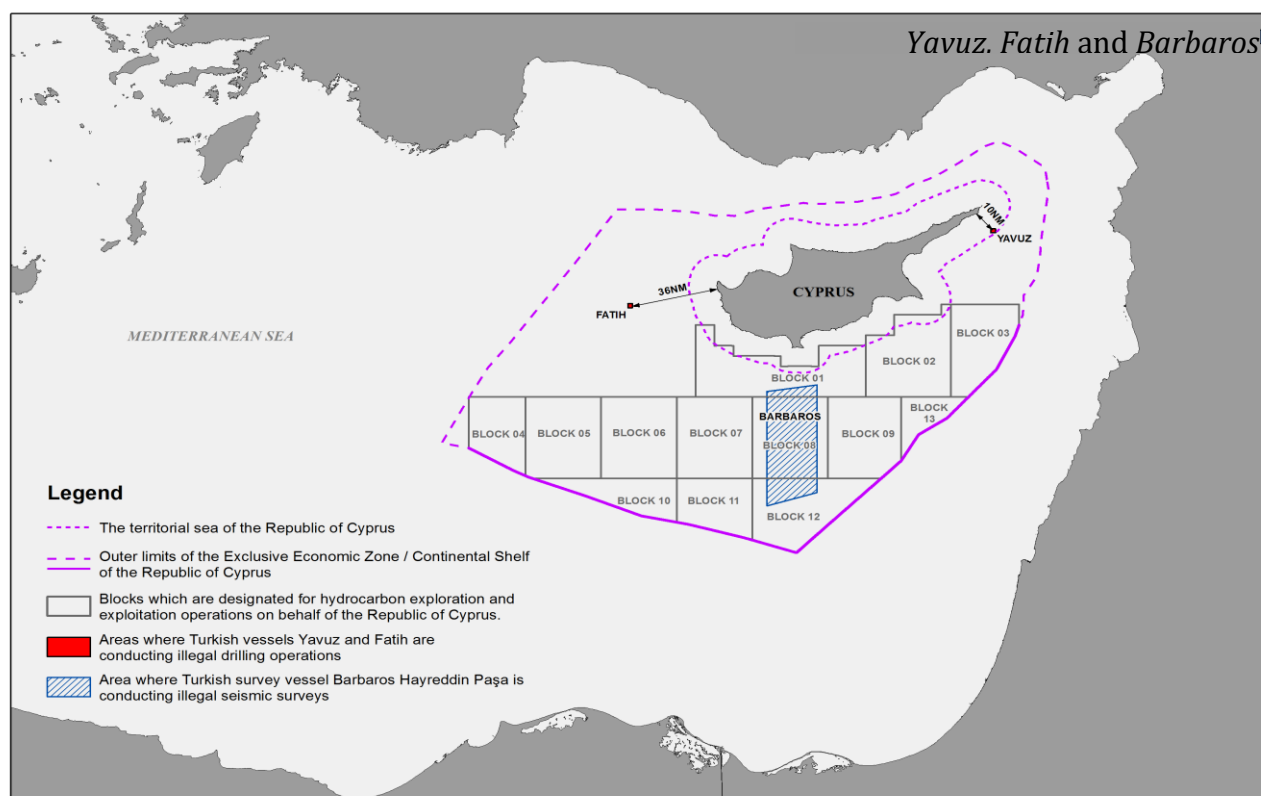 Yavuz. Fatih and Barbaros
10NM
YAVUZ
36NM
CYPRUS
FATIH
MEDITERRANEAN SEA
BLOCK 03
BLOCK 02
BLOCK 01
BARBAROS
BLOCK
13
BLOCK 04
BLOCK 05
BLOCK 06
BLOCK 07
BLOCK 08
BLOCK 09
BLOCK 10
BLOCK 11
BLOCK 12
Legend
The territorial sea of the Republic of Cyprus
Outer limits of the Exclusive Economic Zone / Continental Shelf
of the Republic of Cyprus
Blocks which are designated for hydrocarbon exploration and
exploitation operations on behalf of the Republic of Cyprus.
Areas where Turkish vessels Yavuz and Fatih are
conducting illegal drilling operations
Area where Turkish survey vessel Barbaros Hayreddin Paşa is
conducting illegal seismic surveys